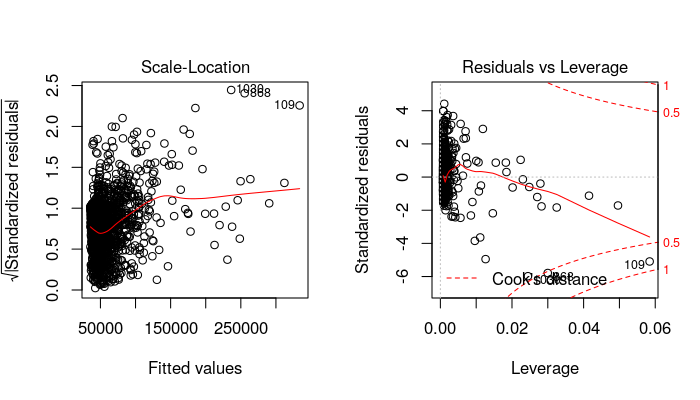 Scale-Location
√|Standardized residuals|
0.0 0.5 1.0 1.5 2.0 2.5
1030
868
109
50000 150000 250000
Fitted values
Residuals vs Leverage
Standardized residuals
-6 -4 -2 0 2 4
1
0.5
0.5
1
109
Cook's distance
0.00 0.02 0.04 0.06
Leverage